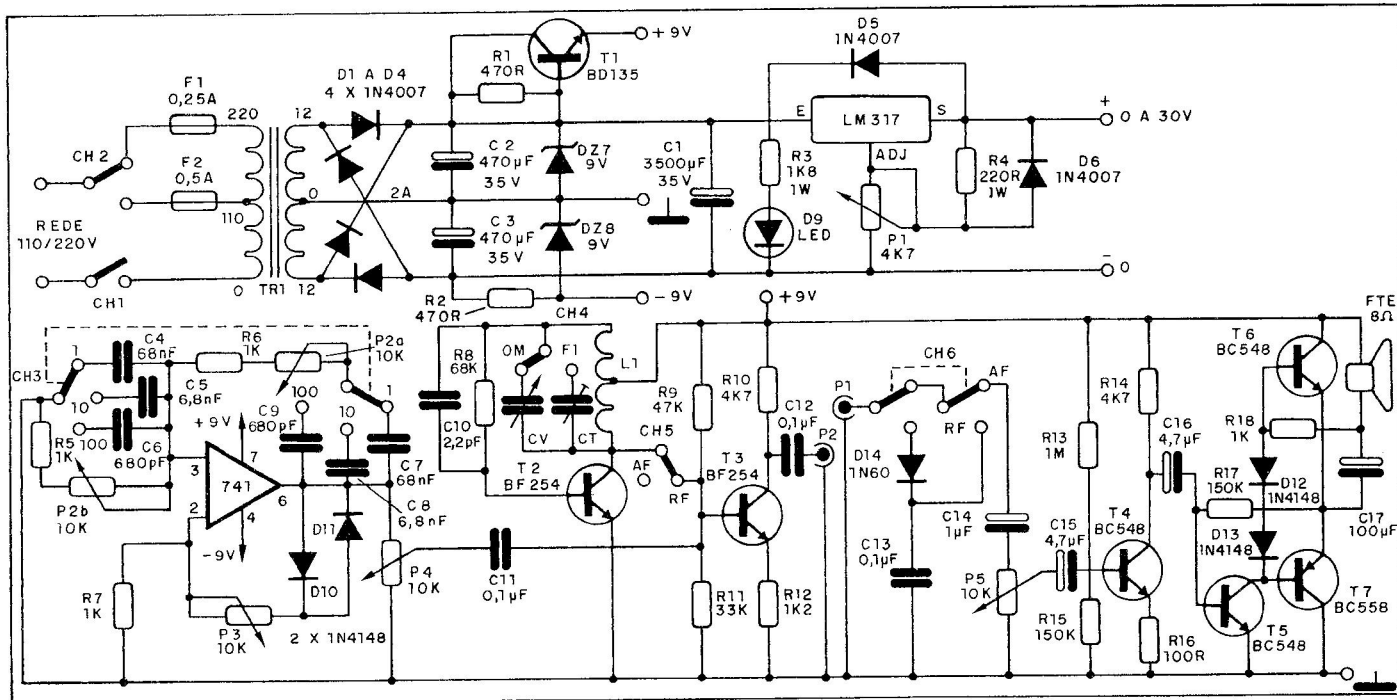 F1
0,25A
220
CH2
F2
0,5A
110
REDE
110/220V
CH1
0
TR1
12
0
12
D1 A D4
4 X 1N4007
2A
R1
470R
T1
BD135
+9V
C2
470µF
35V
C3
470µF
35V
DZ7
9V
DZ8
9V
C1
3500µF
35V
R2
470R
-9V
D5
1N4007
E
LM317
S
ADJ
R3
1K8
1W
D9
LED
P1
4K7
R4
220R
1W
D6
1N4007
+
0 A 30V
-
0
CH3
1
10
100
C4
68nF
C5
6,8nF
C6
680pF
R5
1K
P2b
10K
R6
1K
P2a
10K
1
10
100
C9
680pF
C7
68nF
C8
6,8nF
+9V
3
7
741
6
2
4
-9V
R7
1K
P3
10K
D10
D11
2 X 1N4148
P4
10K
C11
0,1µF
CH4
OM
F1
L1
R8
68K
C10
2,2pF
CV
CT
T2
BF254
CH5
AF
RF
+9V
R9
47K
R10
4K7
C12
0,1µF
P2
T3
BF254
R11
33K
R12
1K2
P1
CH6
AF
RF
D14
1N60
C13
0,1µF
C14
1µF
P5
10K
C15
4,7µF
R13
1M
R15
150K
R14
4K7
T4
BC548
R16
100R
C16
4,7µF
R17
150K
R18
1K
D12
1N4148
D13
1N4148
T5
BC548
T6
BC548
T7
BC558
FTE
8Ω
C17
100µF